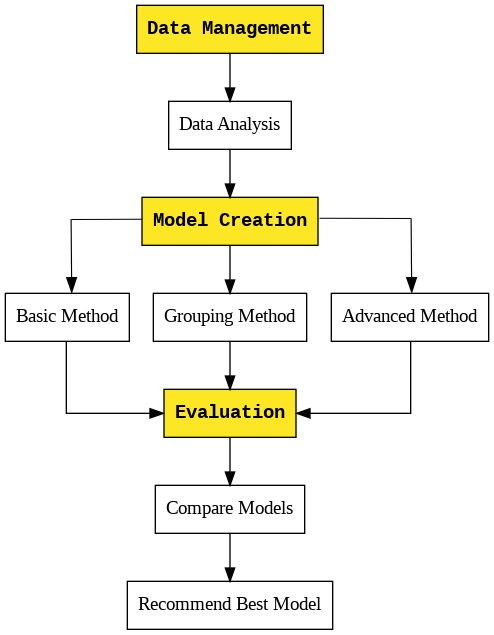 Data Management
Data Analysis
Model Creation
Basic Method
Grouping Method
Advanced Method
Evaluation
Compare Models
Recommend Best Model